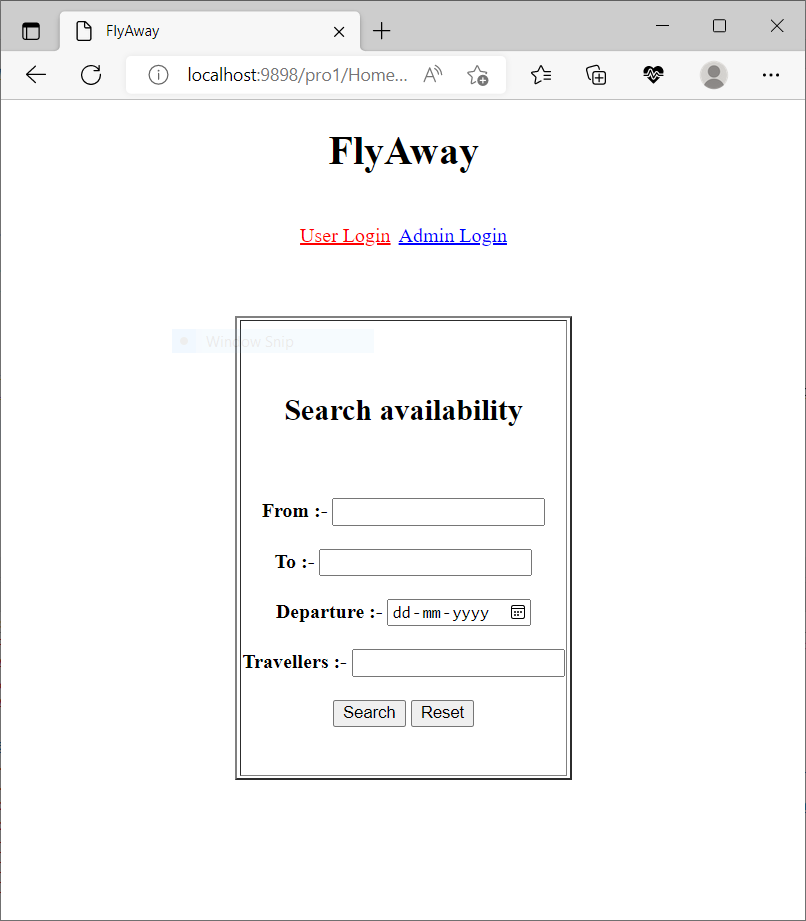 FlyAway
localhost:9898/pro1/Home...
FlyAway
User Login Admin Login
Window Snip
Search availability
From :-
To :-
Departure :- dd-mm-yyyy
Travellers :-
Search Reset